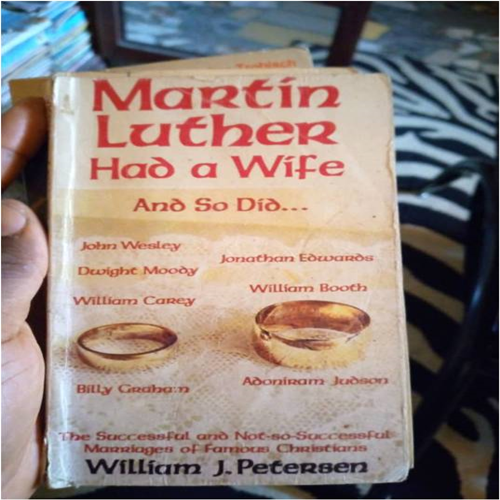 Trobisch
Martin
Luther
Had a Wife
And So Did...
John Wesley
Jonathan Edwards
Dwight Moody
William Booth
William Carey
Billy Graham
Adoniram Judson
The Successful and Not-so-Successful
Marriages of Famous Christians
William J. Petersen